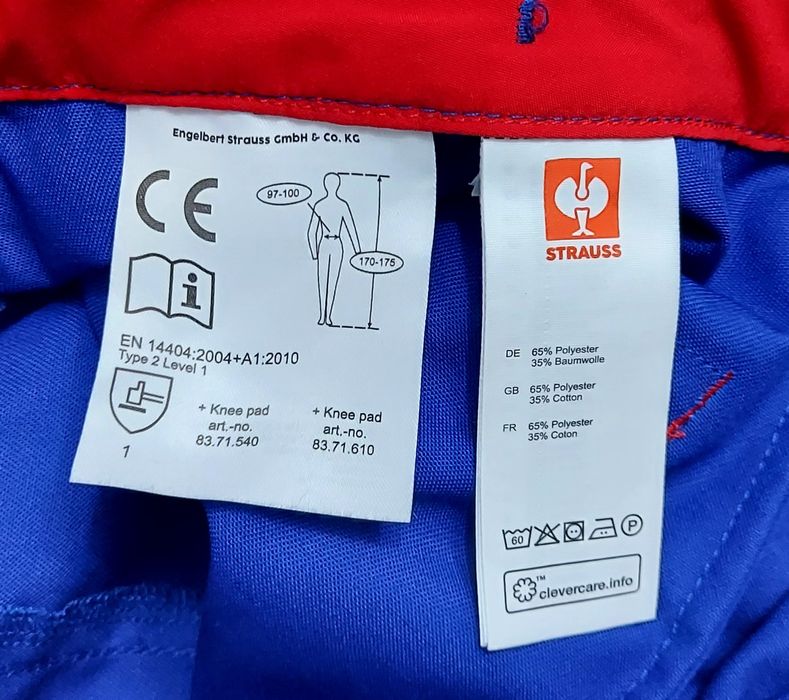 Engelbert Strauss GmbH & Co. KG
CE
97-100
170-175
i
EN 14404:2004+A1:2010
Type 2 Level 1
+ Knee pad
art.-no.
83.71.540
+ Knee pad
art.-no.
83.71.610
1
STRAUSS
DE 65% Polyester
35% Baumwolle
GB 65% Polyester
35% Cotton
FR 65% Polyester
35% Coton
60 P
™ clevercare.info